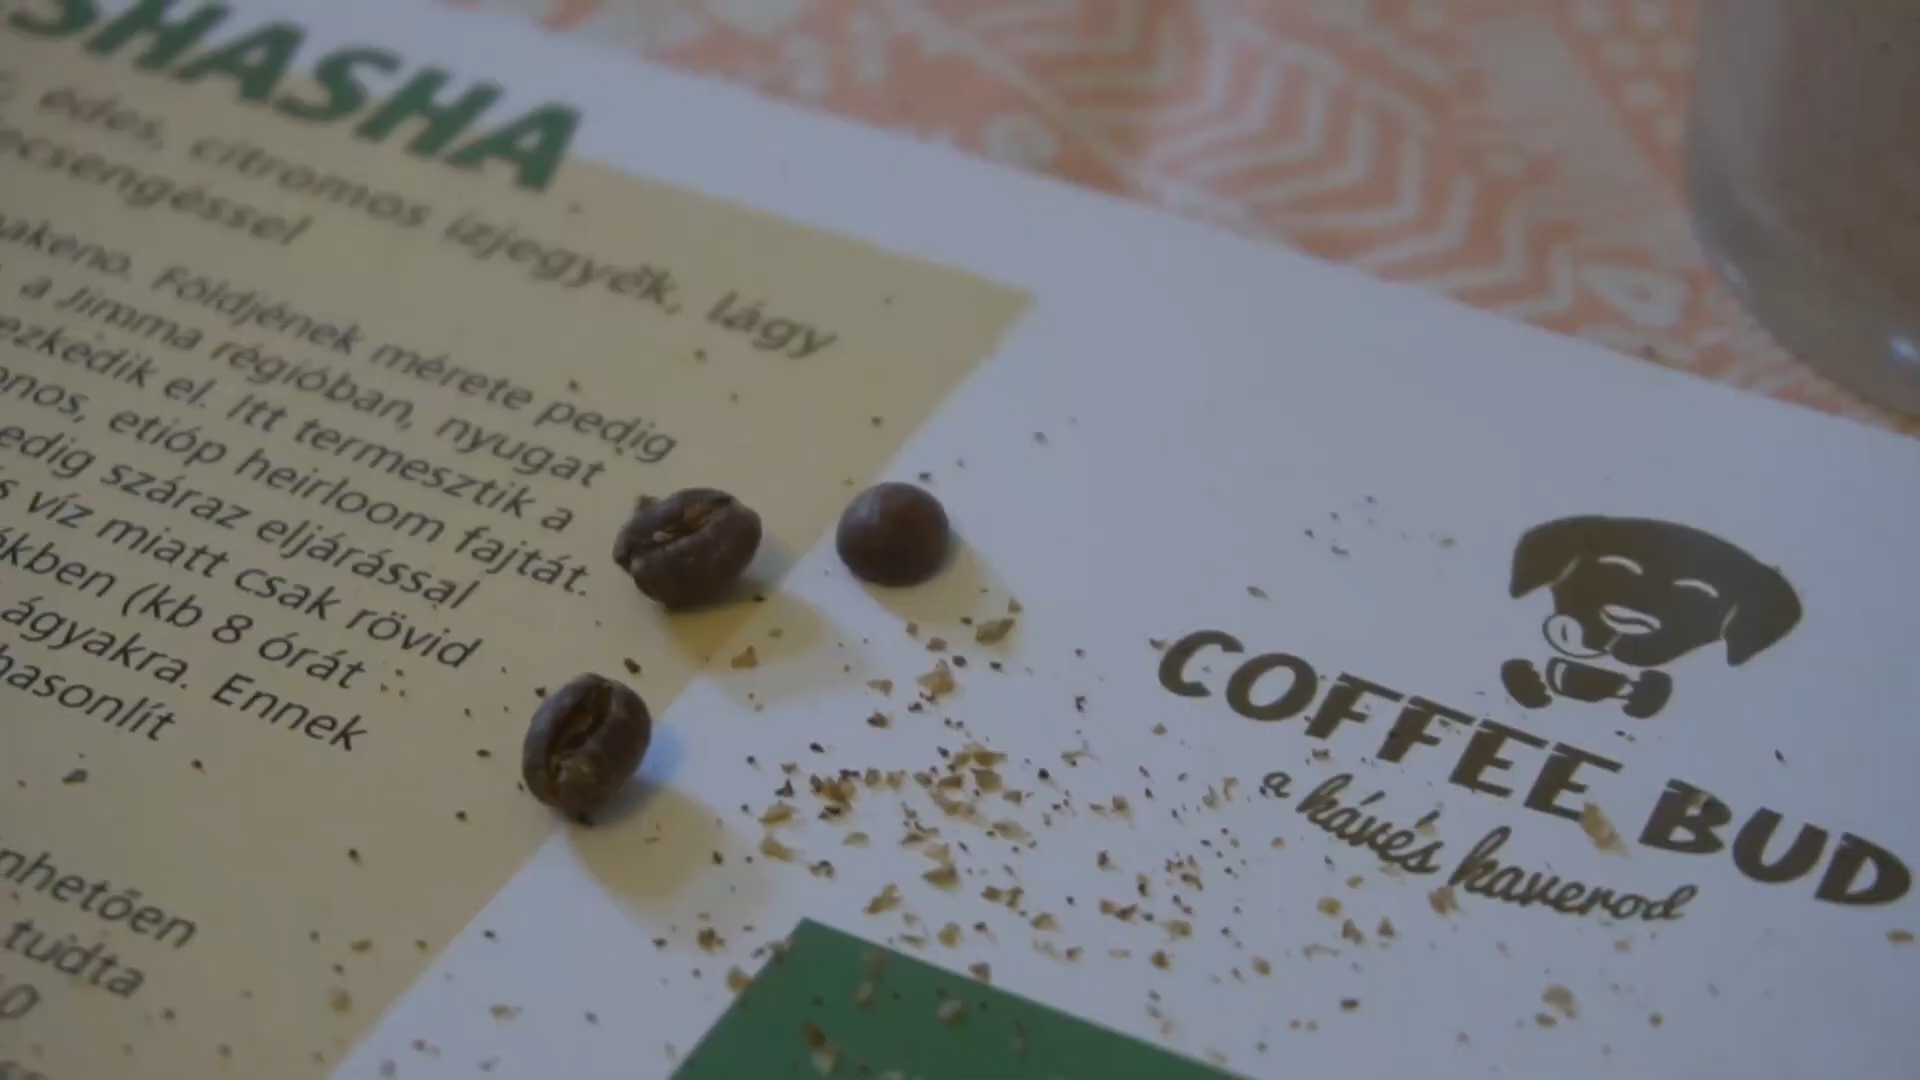 SHASHA
édes, citromos ízjegyék, lágy
lecsengéssel
akeno. Földjének mérete pedig
a Jimma régióban, nyugat
ezkedik el. Itt termesztik a
onos, etióp heirloom fajtát.
edig száraz eljárással
s víz miatt csak rövid
ekben (kb 8 órát
ágyakra. Ennek
hasonlít
nhetően
tudta
COFFEE BUD
a kávés haverod